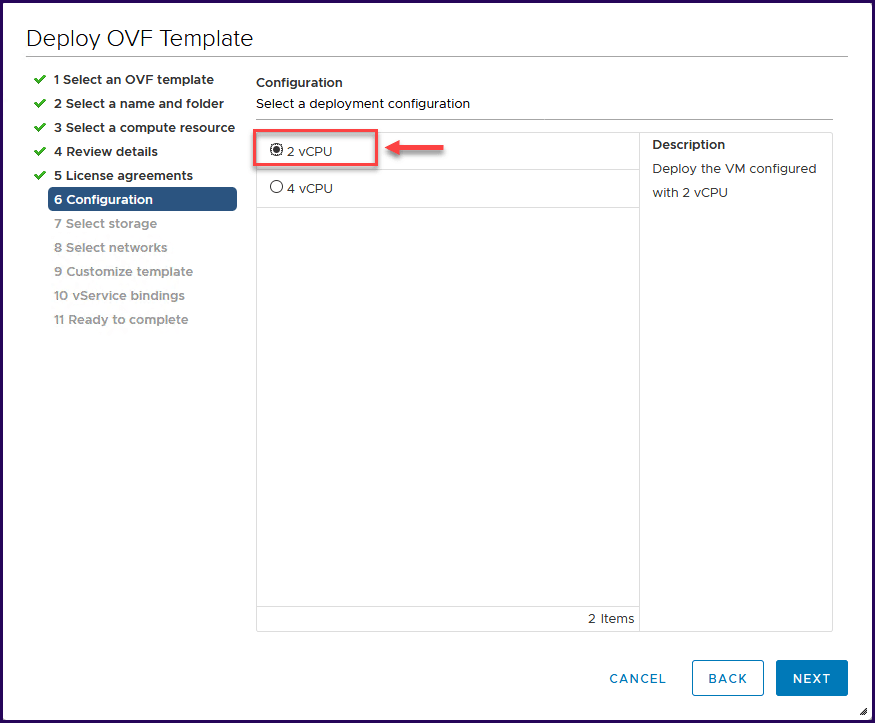 Deploy OVF Template
1 Select an OVF template
2 Select a name and folder
3 Select a compute resource
4 Review details
5 License agreements
6 Configuration
7 Select storage
8 Select networks
9 Customize template
10 vService bindings
11 Ready to complete
Configuration
Select a deployment configuration
2 vCPU
4 vCPU
2 Items
Description
Deploy the VM configured
with 2 vCPU
CANCEL
BACK
NEXT